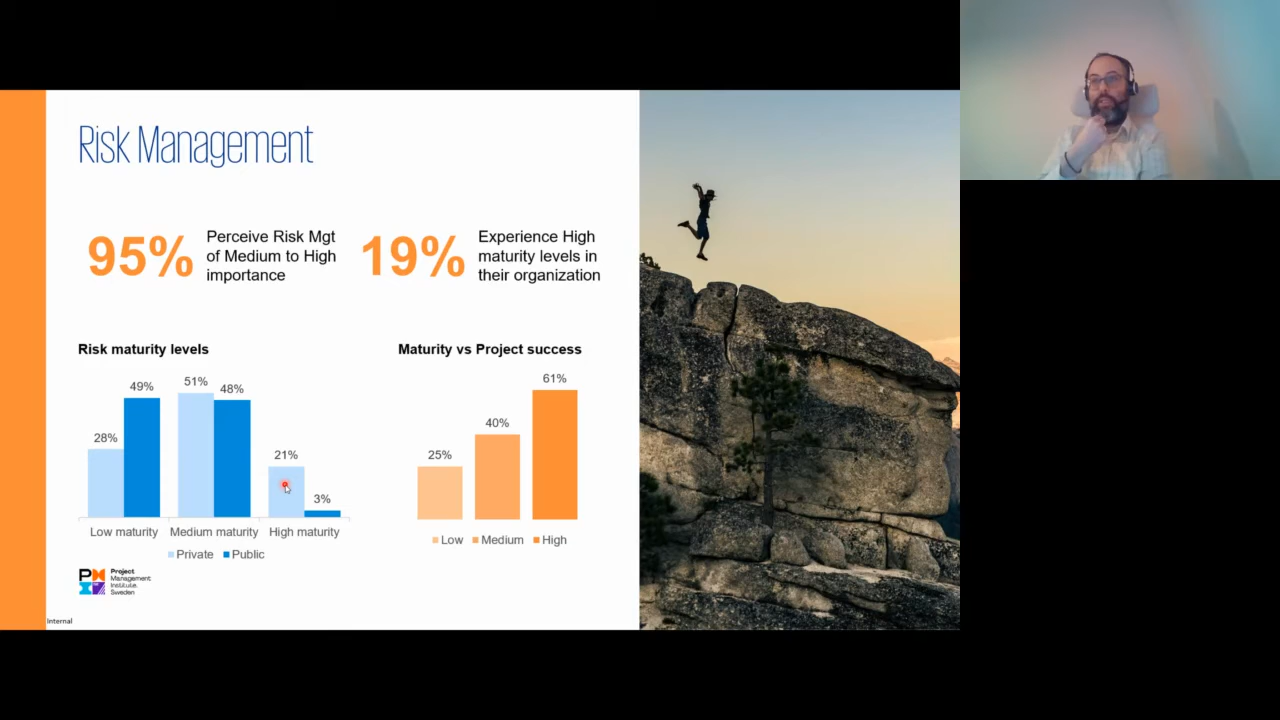 Risk Management
95%
Perceive Risk Mgt
of Medium to High
importance
19%
Experience High
maturity levels in
their organization
Risk maturity levels
28%
49%
51%
48%
21%
3%
Low maturity
Medium maturity
High maturity
Private
Public
Maturity vs Project success
25%
40%
61%
Low
Medium
High
Project
Management
Institute.
Sweden
Internal